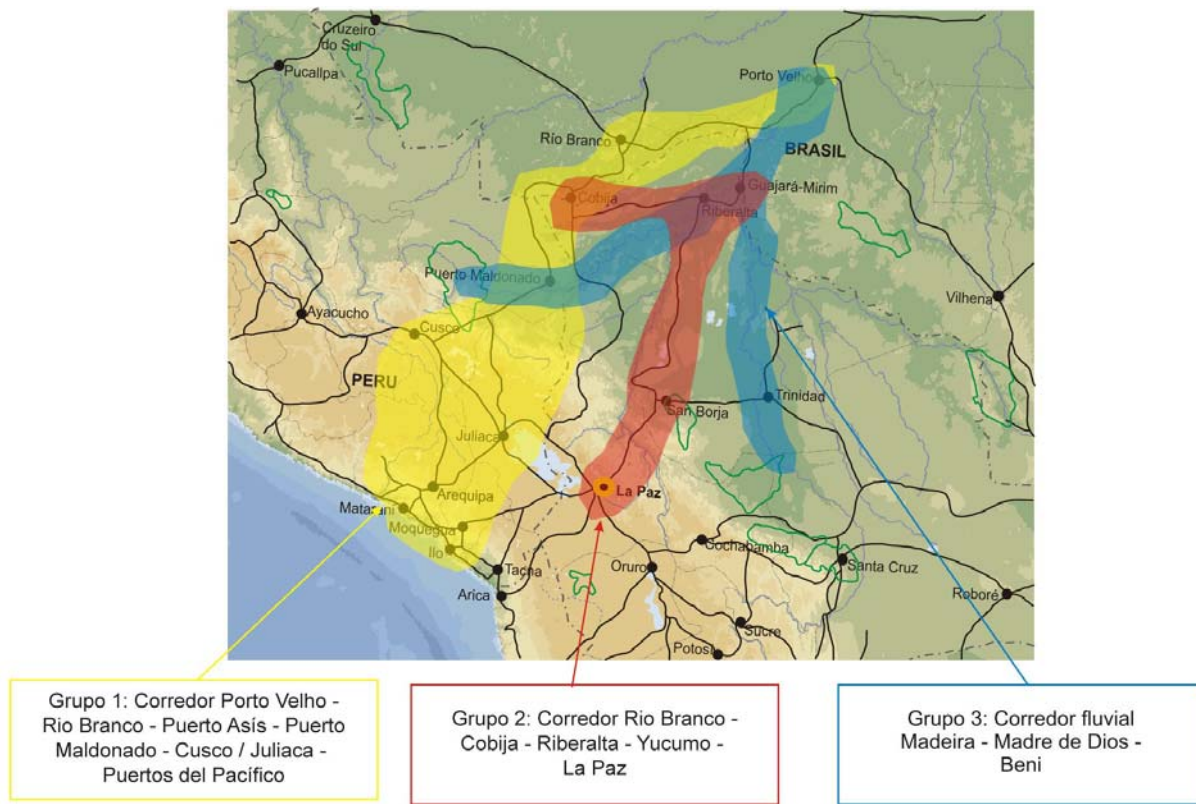 Cruzeiro
do Sul
Pucallpa
Porto Velho
Río Branco
BRASIL
Guajará-Mirim
Cobija
Riberalta
Puerto Maldonado
Vilhena
Ayacucho
Cusco
PERU
Trinidad
San Borja
Juliaca
La Paz
Arequipa
Matarani
Moquegua
Ilo
Cochabamba
Tacna
Oruro
Santa Cruz
Arica
Roboré
Sucre
Potosí
Grupo 1: Corredor Porto Velho -
Rio Branco - Puerto Asís - Puerto
Maldonado - Cusco / Juliaca -
Puertos del Pacífico
Grupo 2: Corredor Rio Branco -
Cobija - Riberalta - Yucumo -
La Paz
Grupo 3: Corredor fluvial
Madeira - Madre de Dios -
Beni